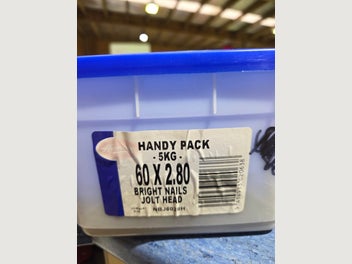 HANDY PACK
- 5KG -
60 X 2.80
BRIGHT NAILS
JOLT HEAD